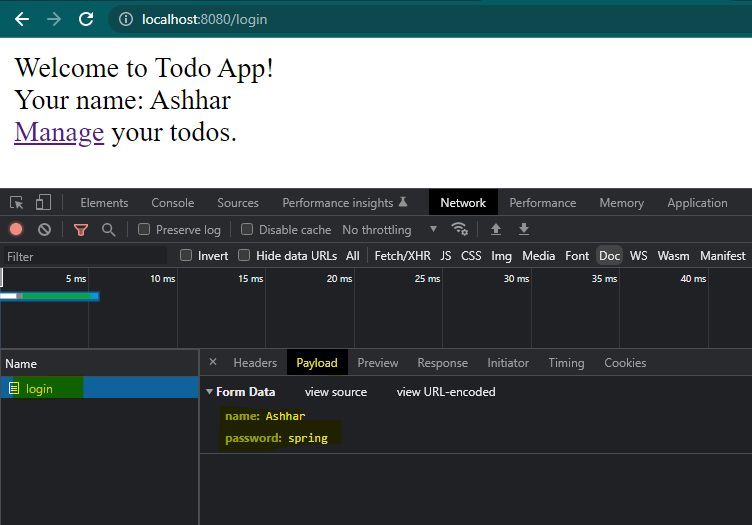 localhost:8080/login
Welcome to Todo App!
Your name: Ashhar
Manage your todos.
Elements Console Sources Performance insights Network Performance Memory Application
Preserve log Disable cache No throttling
Filter Invert Hide data URLs All Fetch/XHR JS CSS Img Media Font Doc WS Wasm Manifest
5 ms 10 ms 15 ms 20 ms 25 ms 30 ms 35 ms 40 ms
Name × Headers Payload Preview Response Initiator Timing Cookies
login ▼Form Data view source view URL-encoded
name: Ashhar
password: spring